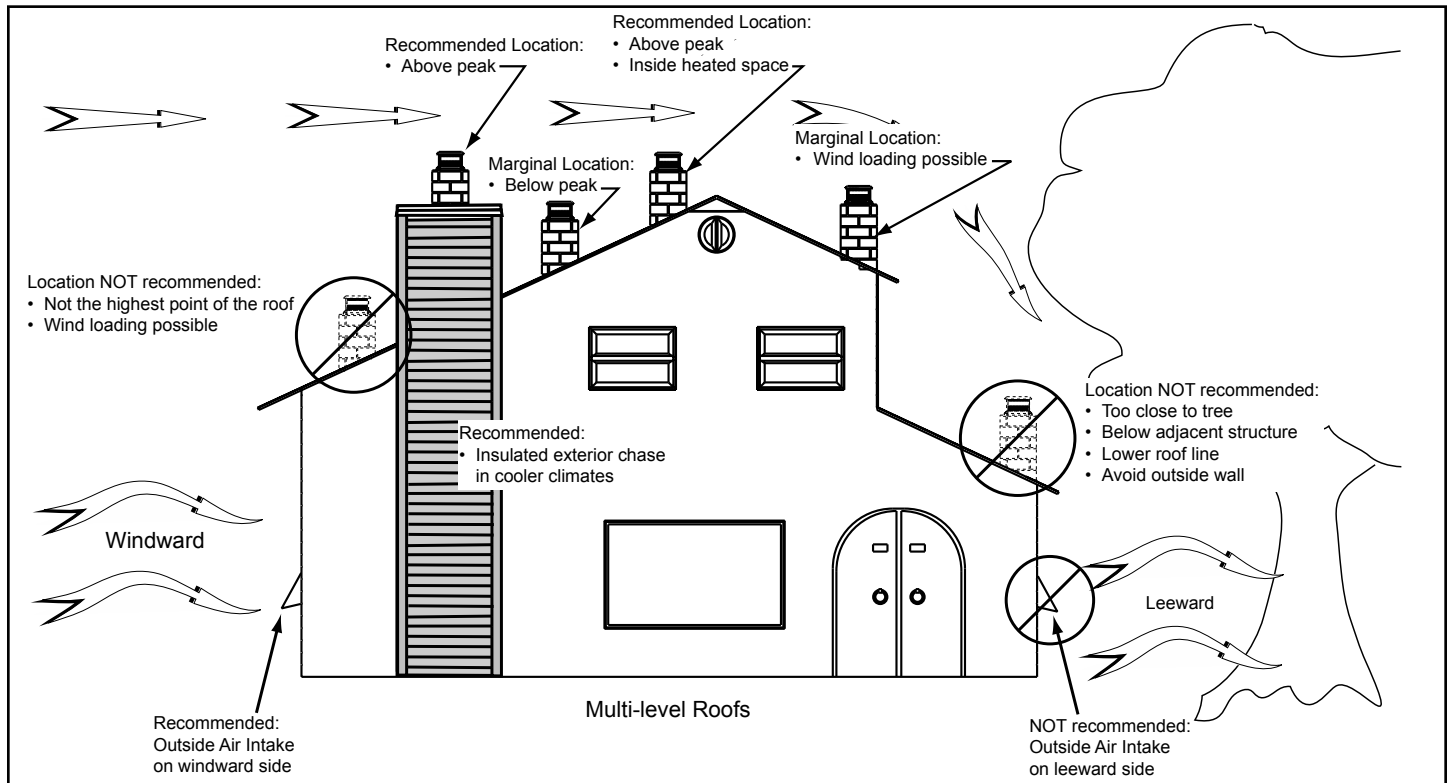 Recommended Location:
• Above peak
Recommended Location:
• Above peak
• Inside heated space
Marginal Location:
• Below peak
Marginal Location:
• Wind loading possible
Location NOT recommended:
• Not the highest point of the roof
• Wind loading possible
Recommended:
• Insulated exterior chase
in cooler climates
Location NOT recommended:
• Too close to tree
• Below adjacent structure
• Lower roof line
• Avoid outside wall
Windward
Leeward
Multi-level Roofs
Recommended:
Outside Air Intake
on windward side
NOT recommended:
Outside Air Intake
on leeward side